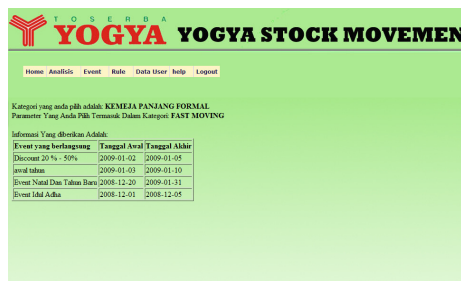 TOSERBA
YOGYA YOGYA STOCK MOVEMEN
Home Analisis Event Rule Data User help Logout
Kategori yang anda pilih adalah: KEMEJA PANJANG FORMAL
Parameter Yang Anda Pilih Termasuk Dalam Kategori: FAST MOVING
Informasi Yang diberikan Adalah:
Event yang berlangsung Tanggal Awal Tanggal Akhir
Discount 20 % - 50% 2009-01-02 2009-01-05
awal tahun 2009-01-03 2009-01-10
Event Natal Dan Tahun Baru 2008-12-20 2009-01-31
Event Idul Adha 2008-12-01 2008-12-05